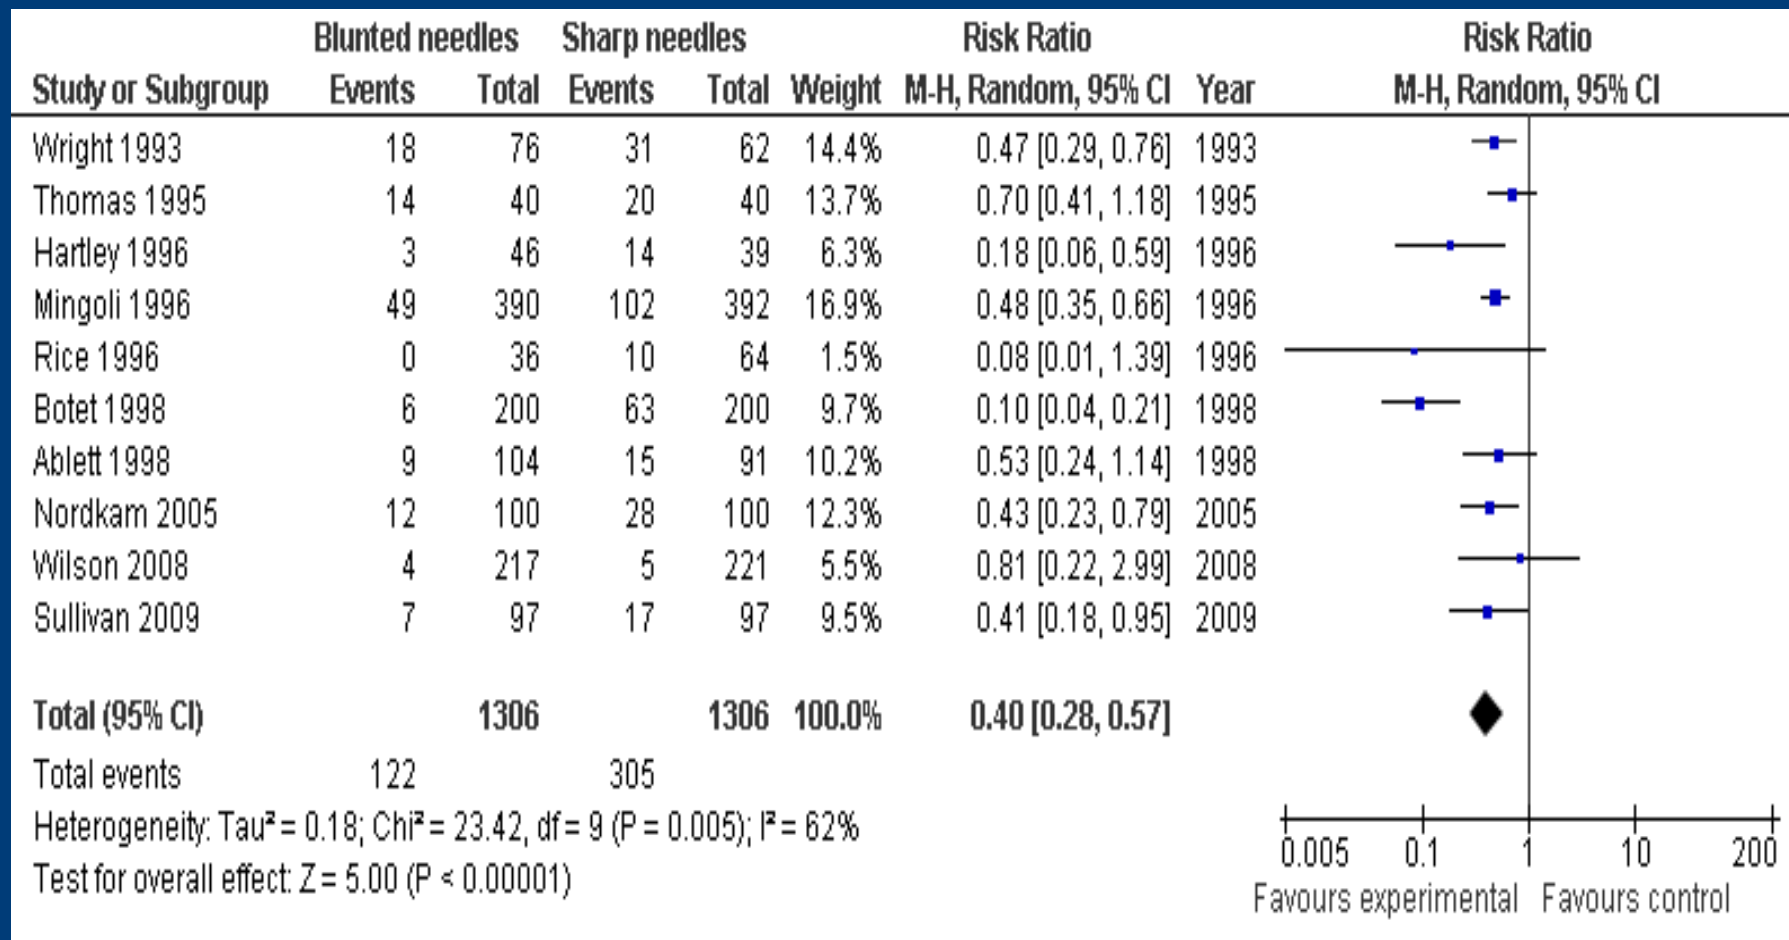 Blunted needles Sharp needles Risk Ratio Risk Ratio
Study or Subgroup Events Total Events Total Weight M-H, Random, 95% CI Year M-H, Random, 95% CI
Wright 1993 18 76 31 62 14.4% 0.47 [0.29, 0.76] 1993
Thomas 1995 14 40 20 40 13.7% 0.70 [0.41, 1.18] 1995
Hartley 1996 3 46 14 39 6.3% 0.18 [0.06, 0.59] 1996
Mingoli 1996 49 390 102 392 16.9% 0.48 [0.35, 0.66] 1996
Rice 1996 0 36 10 64 1.5% 0.08 [0.01, 1.39] 1996
Botet 1998 6 200 63 200 9.7% 0.10 [0.04, 0.21] 1998
Ablett 1998 9 104 15 91 10.2% 0.53 [0.24, 1.14] 1998
Nordkam 2005 12 100 28 100 12.3% 0.43 [0.23, 0.79] 2005
Wilson 2008 4 217 5 221 5.5% 0.81 [0.22, 2.99] 2008
Sullivan 2009 7 97 17 97 9.5% 0.41 [0.18, 0.95] 2009
Total (95% CI) 1306 1306 100.0% 0.40 [0.28, 0.57]
Total events 122 305
Heterogeneity: Tau² = 0.18; Chi² = 23.42, df = 9 (P = 0.005); I² = 62%
Test for overall effect: Z = 5.00 (P < 0.00001)
0.005 0.1 1 10 200
Favours experimental Favours control